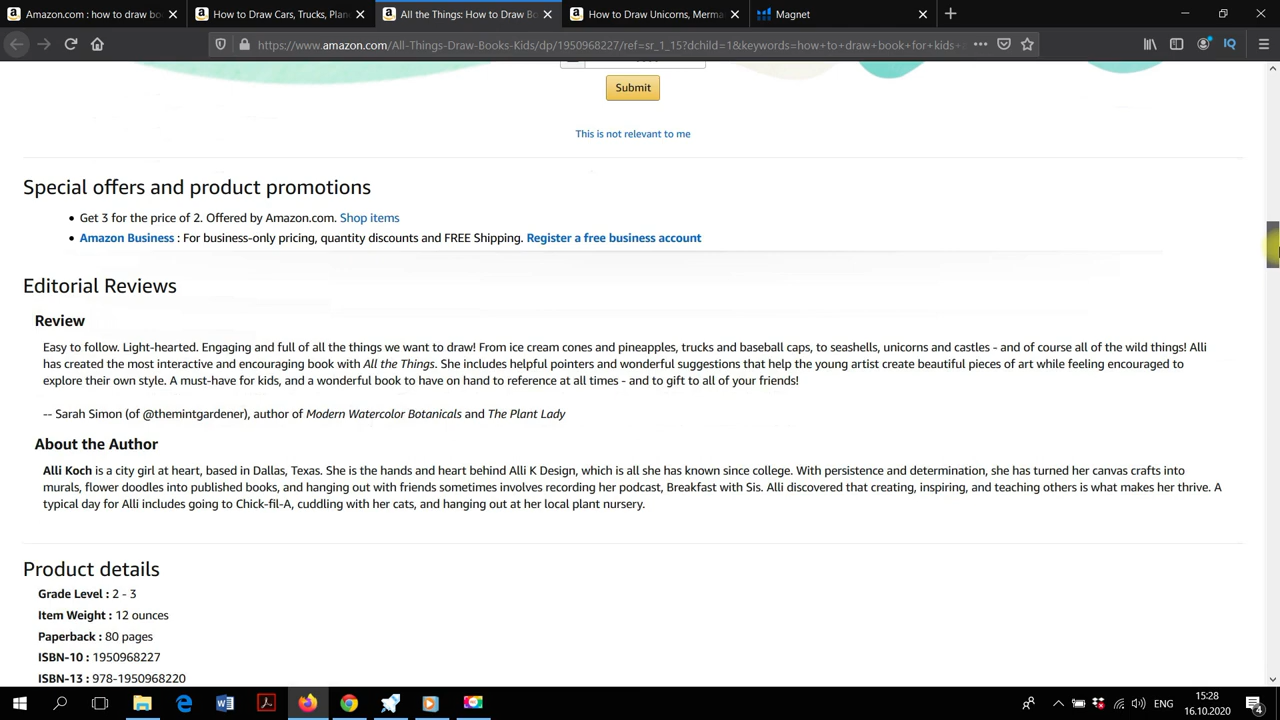 Amazon.com : how to draw bo
How to Draw Cars, Trucks, Plan
All the Things: How to Draw Bo
How to Draw Unicorns, Merma
Magnet
https://www.amazon.com/All-Things-Draw-Books-Kids/dp/1950968227/ref=sr_1_15?dchild=1&keywords=how+to+draw+book+for+kids
Submit
This is not relevant to me
Special offers and product promotions
• Get 3 for the price of 2. Offered by Amazon.com. Shop items
• Amazon Business : For business-only pricing, quantity discounts and FREE Shipping. Register a free business account
Editorial Reviews
Review
Easy to follow. Light-hearted. Engaging and full of all the things we want to draw! From ice cream cones and pineapples, trucks and baseball caps, to seashells, unicorns and castles - and of course all of the wild things! Alli
has created the most interactive and encouraging book with All the Things. She includes helpful pointers and wonderful suggestions that help the young artist create beautiful pieces of art while feeling encouraged to
explore their own style. A must-have for kids, and a wonderful book to have on hand to reference at all times - and to gift to all of your friends!
-- Sarah Simon (of @themintgardener), author of Modern Watercolor Botanicals and The Plant Lady
About the Author
Alli Koch is a city girl at heart, based in Dallas, Texas. She is the hands and heart behind Alli K Design, which is all she has known since college. With persistence and determination, she has turned her canvas crafts into
murals, flower doodles into published books, and hanging out with friends sometimes involves recording her podcast, Breakfast with Sis. Alli discovered that creating, inspiring, and teaching others is what makes her thrive. A
typical day for Alli includes going to Chick-fil-A, cuddling with her cats, and hanging out at her local plant nursery.
Product details
Grade Level : 2 - 3
Item Weight : 12 ounces
Paperback : 80 pages
ISBN-10 : 1950968227
ISBN-13 : 978-1950968220
ENG
15:28
16.10.2020
4